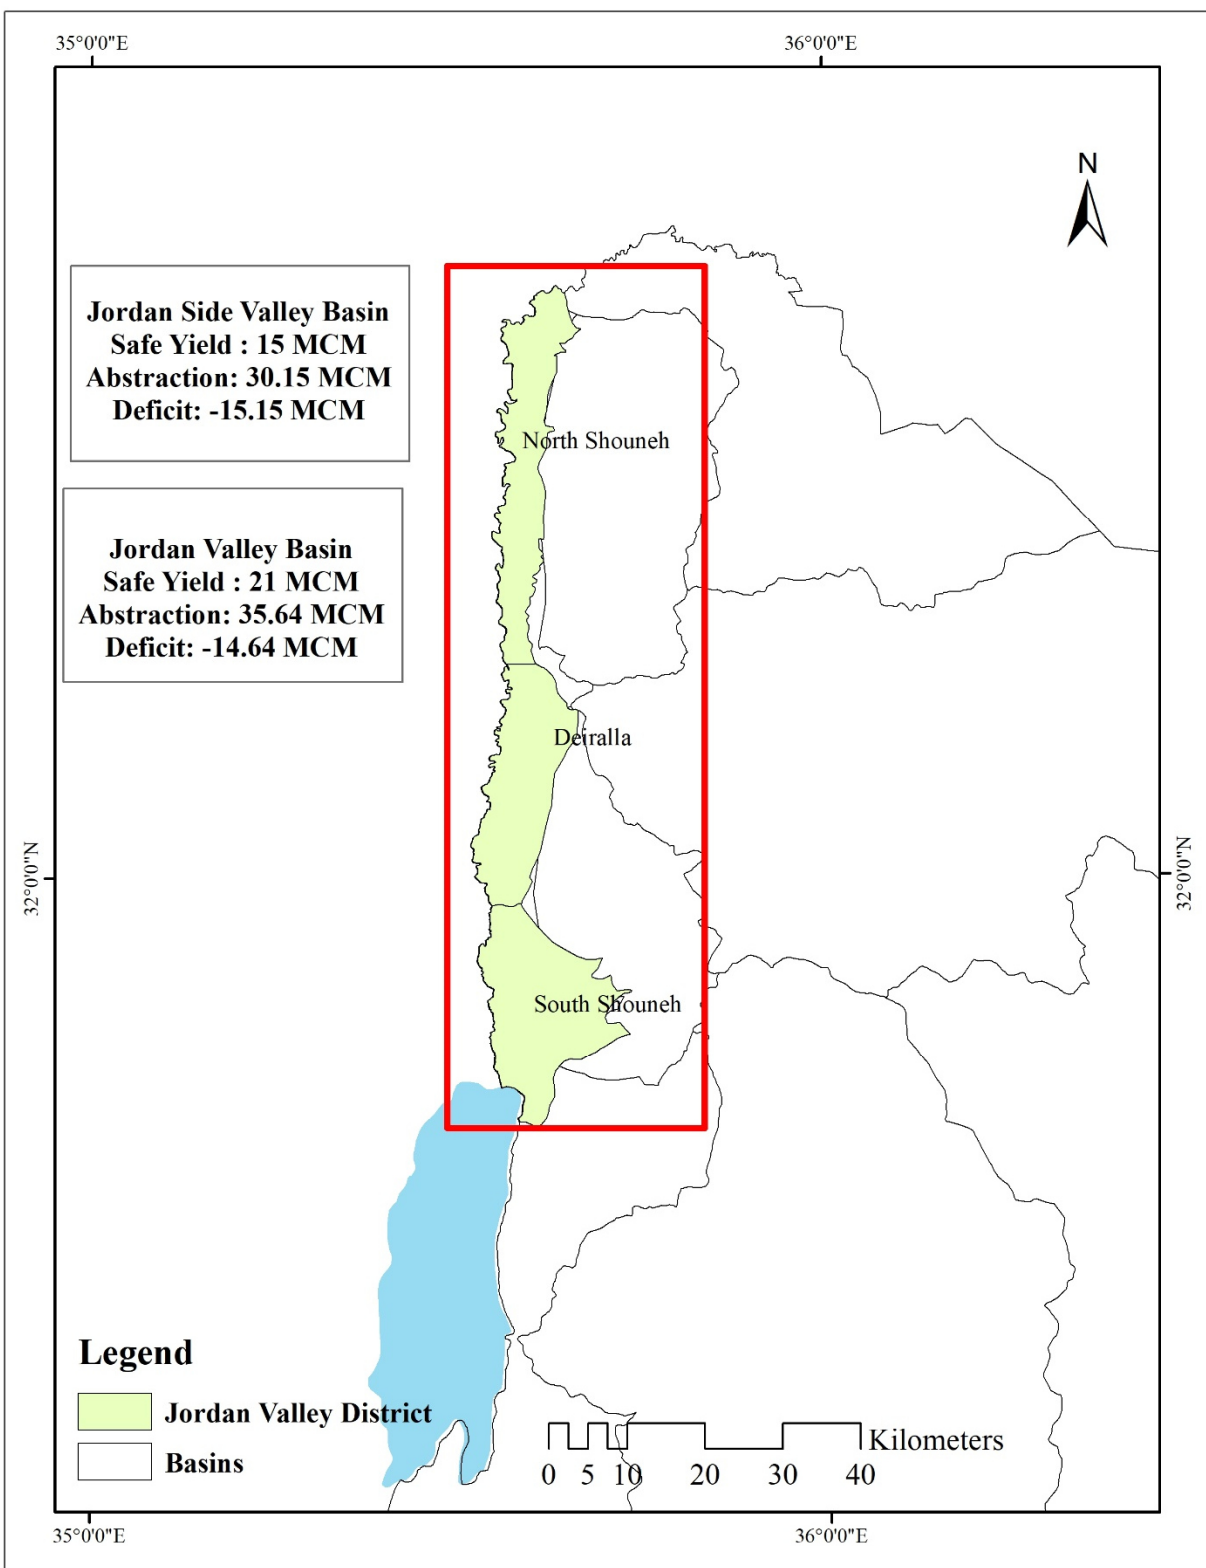 35°0'0"E
36°0'0"E
N
Jordan Side Valley Basin
Safe Yield : 15 MCM
Abstraction: 30.15 MCM
Deficit: -15.15 MCM
North Shouneh
Jordan Valley Basin
Safe Yield : 21 MCM
Abstraction: 35.64 MCM
Deficit: -14.64 MCM
Deiralla
32°0'0"N
32°0'0"N
South Shouneh
Legend
Jordan Valley District
Basins
Kilometers
0 5 10 20 30 40
35°0'0"E
36°0'0"E